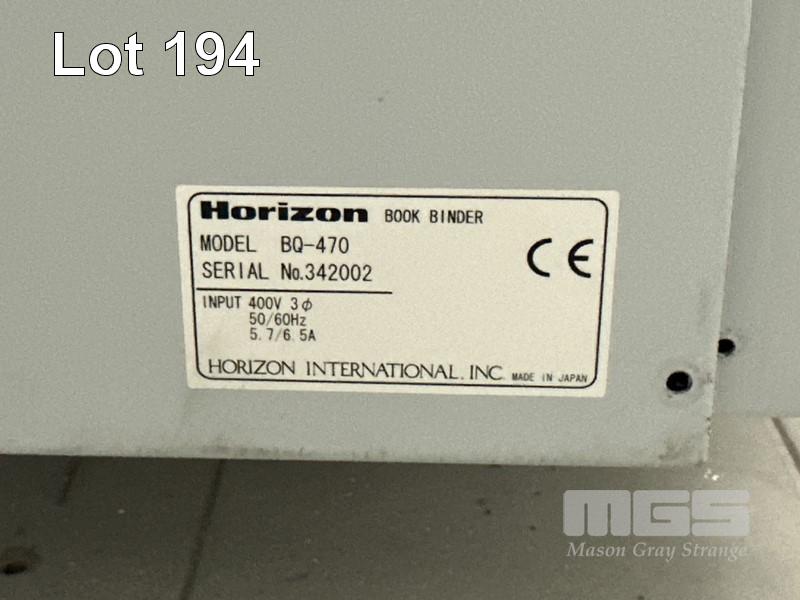 Lot 194
Horizon BOOK BINDER
MODEL BQ-470
SERIAL No.342002
CE
INPUT 400V 3φ
50/60Hz
5.7/6.5A
HORIZON INTERNATIONAL, INC. MADE IN JAPAN
MGS
Mason Gray Strange